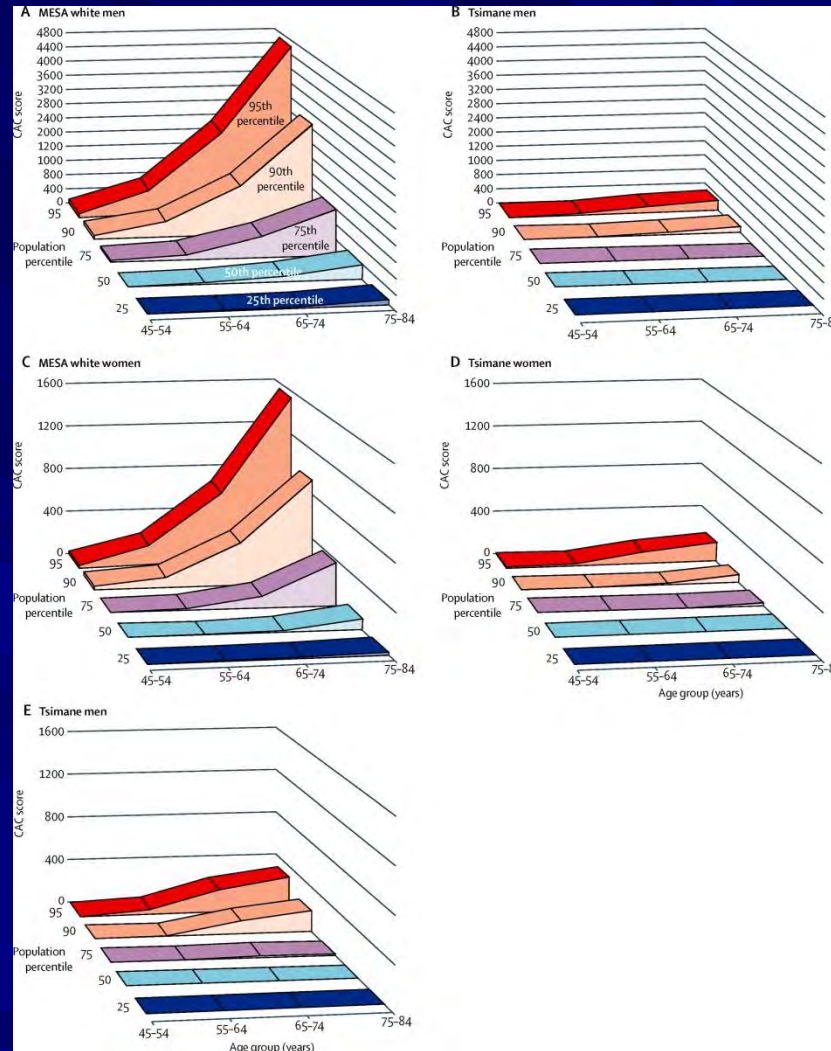 A MESA white men
4800
4400
4000
3600
3200
2800
2400
2000
1600
1200
800
400
0
CAC score
95
90
75
50
25
Population
percentile
95th
percentile
90th
percentile
75th
percentile
50th percentile
25th percentile
45–54
55–64
65–74
75–84
B Tsimane men
4800
4400
4000
3600
3200
2800
2400
2000
1600
1200
800
400
0
CAC score
95
90
75
50
25
Population
percentile
45–54
55–64
65–74
75–8
C MESA white women
1600
1200
800
400
0
CAC score
95
90
75
50
25
Population
percentile
45–54
55–64
65–74
75–84
D Tsimane women
1600
1200
800
400
0
CAC score
95
90
75
50
25
Population
percentile
45–54
55–64
65–74
75–8
Age group (years)
E Tsimane men
1600
1200
800
400
0
CAC score
95
90
75
50
25
Population
percentile
45–54
55–64
65–74
75–84
Age group (years)